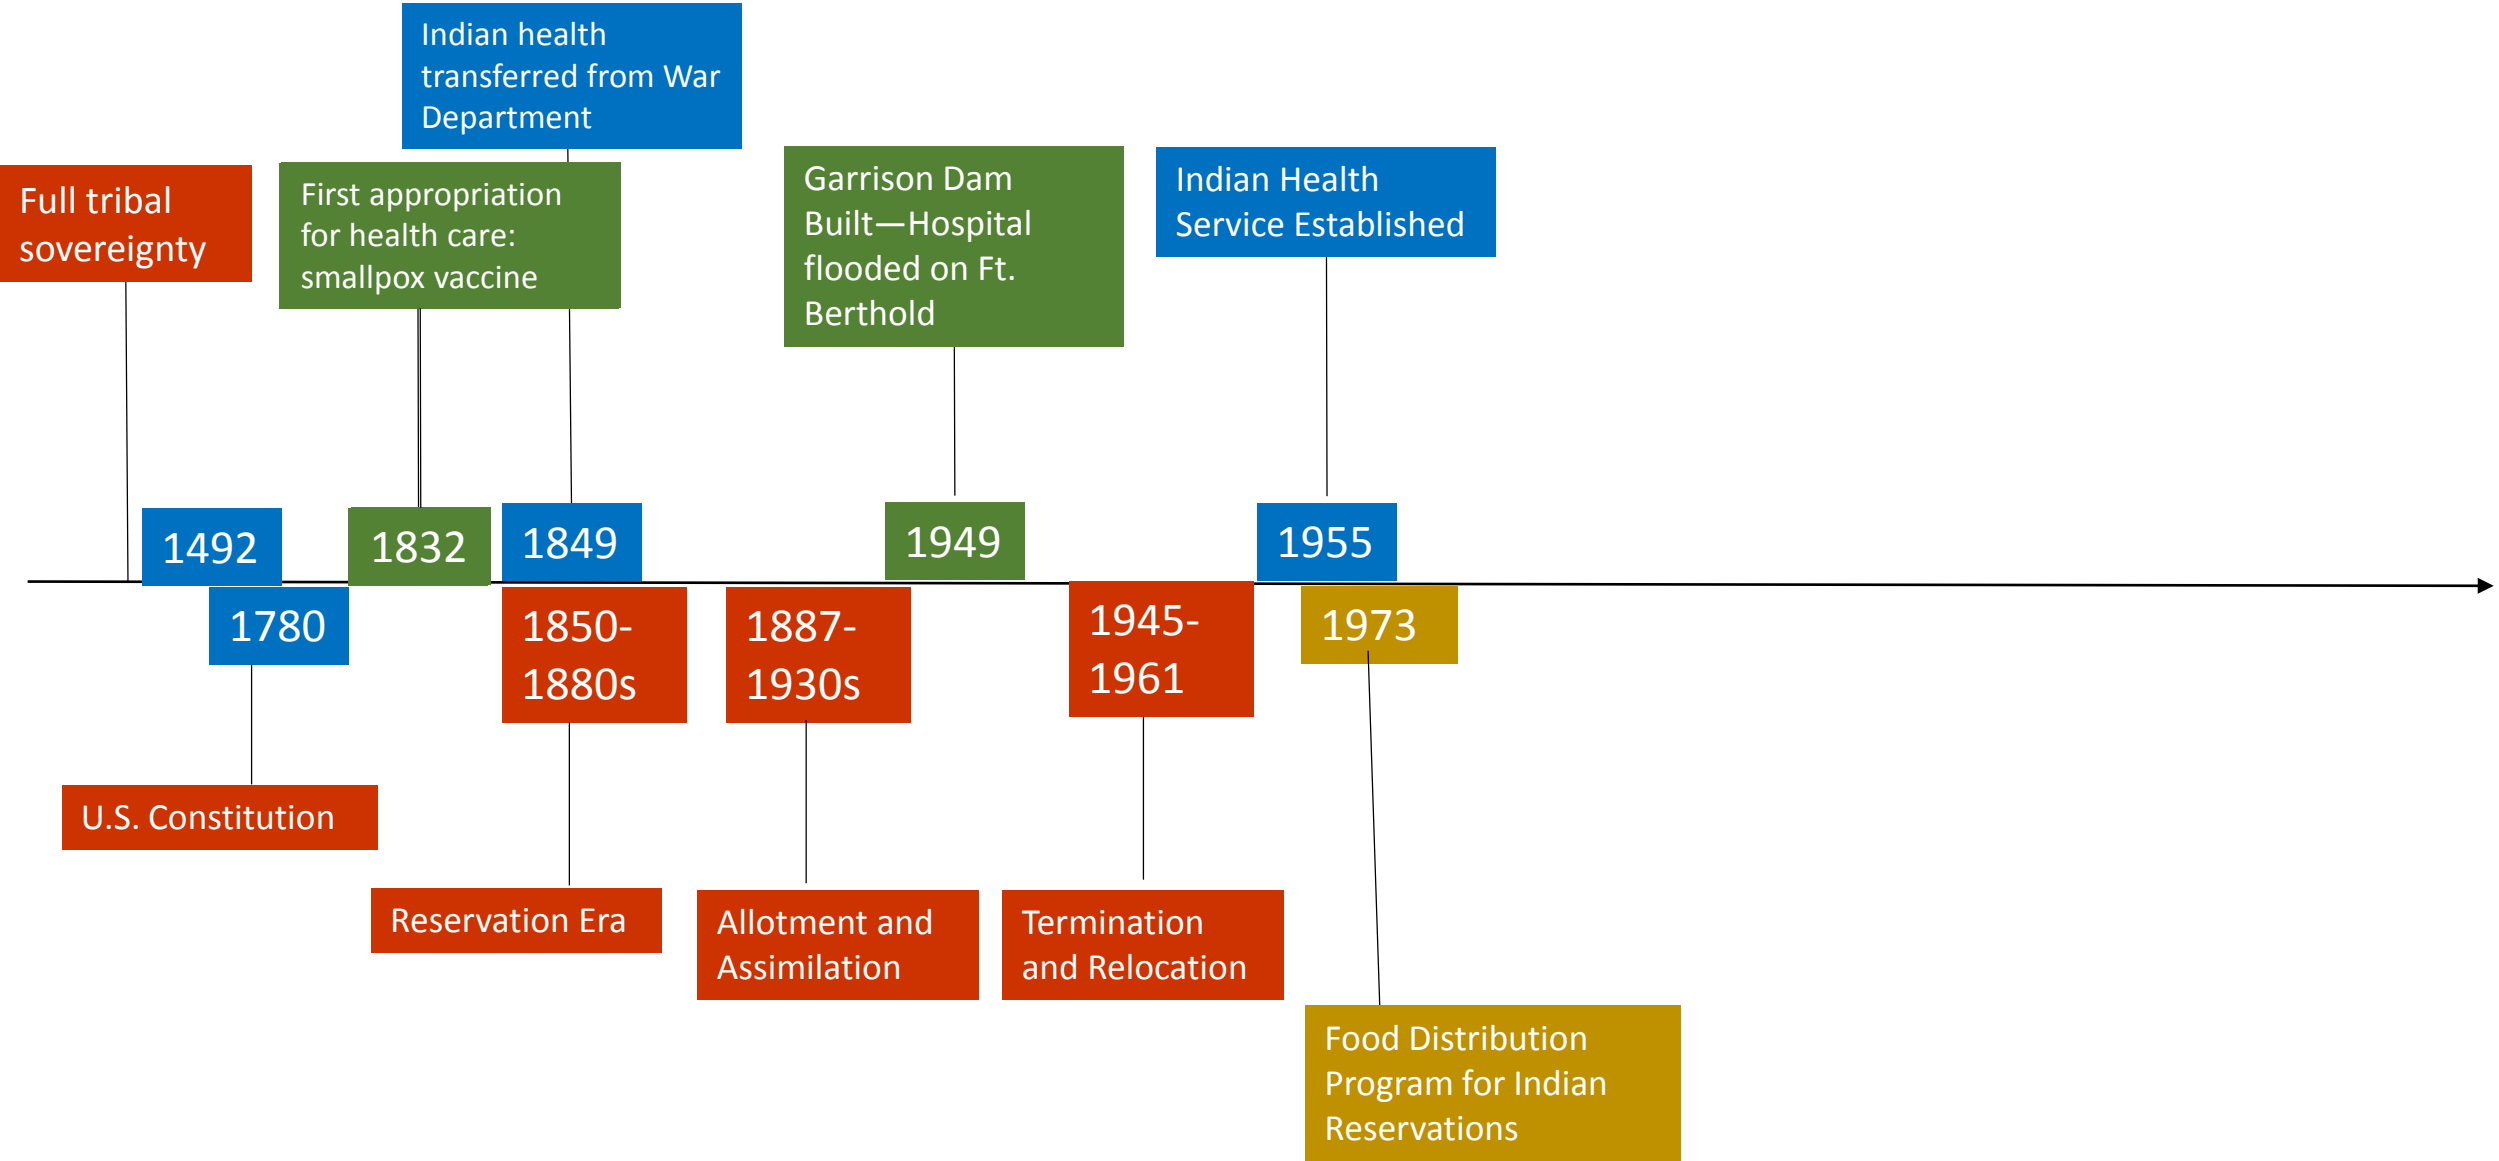 Indian health
transferred from War
Department
Full tribal
sovereignty
First appropriation
for health care:
smallpox vaccine
Garrison Dam
Built—Hospital
flooded on Ft.
Berthold
Indian Health
Service Established
1492
1832
1849
1949
1955
1780
1850-
1880s
1887-
1930s
1945-
1961
1973
U.S. Constitution
Reservation Era
Allotment and
Assimilation
Termination
and Relocation
Food Distribution
Program for Indian
Reservations